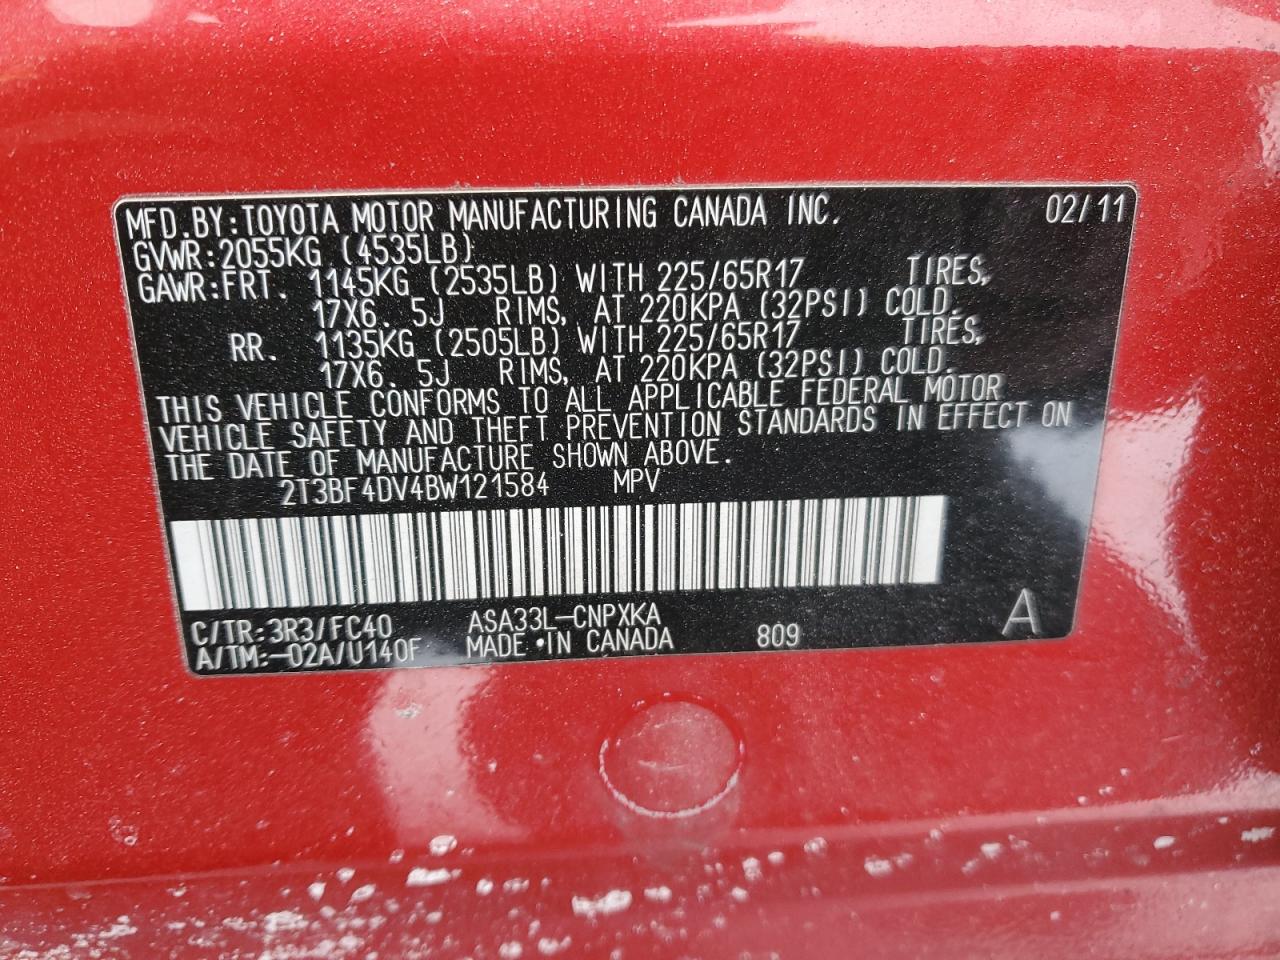 MFD.BY:TOYOTA MOTOR MANUFACTURING CANADA INC. 02/11
GVWR:2055KG (4535LB)
GAWR:FRT. 1145KG (2535LB) WITH 225/65R17 TIRES,
17X6. 5J RIMS, AT 220KPA (32PSI) COLD.
RR. 1135KG (2505LB) WITH 225/65R17 TIRES,
17X6. 5J RIMS, AT 220KPA (32PSI) COLD.
THIS VEHICLE CONFORMS TO ALL APPLICABLE FEDERAL MOTOR
VEHICLE SAFETY AND THEFT PREVENTION STANDARDS IN EFFECT ON
THE DATE OF MANUFACTURE SHOWN ABOVE.
2T3BF4DV4BW121584 MPV
C/TR:3R3/FC40 ASA33L-CNPXKA
A/TM:-02A/U140F MADE IN CANADA 809 A